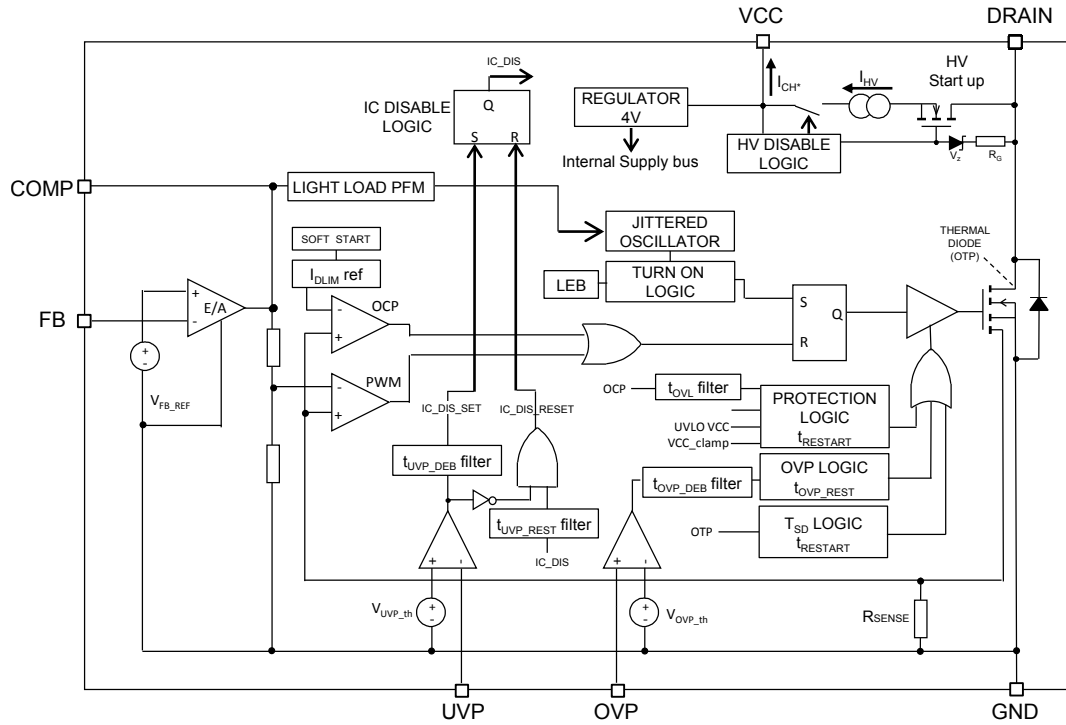 VCC
DRAIN
IC_DIS
IC DISABLE
LOGIC
Q
S
R
REGULATOR
4V
Internal Supply bus
I_CH*
I_HV
HV
Start up
HV DISABLE
LOGIC
V_Z
R_G
COMP
LIGHT LOAD PFM
JITTERED
OSCILLATOR
SOFT START
I_DLIM ref
LEB
TURN ON
LOGIC
THERMAL
DIODE
(OTP)
FB
+
-
E/A
-
+
OCP
S
R
Q
+
-
V_FB_REF
-
+
PWM
IC_DIS_SET
IC_DIS_RESET
OCP
t_OVL filter
UVLO VCC
VCC_clamp
PROTECTION
LOGIC
t_RESTART
t_UVP_DEB filter
t_OVP_DEB filter
OVP LOGIC
t_OVP_REST
t_UVP_REST filter
IC_DIS
OTP
T_SD LOGIC
t_RESTART
+ -
+ -
V_UVP_th
+
-
+
-
V_OVP_th
RSENSE
UVP
OVP
GND